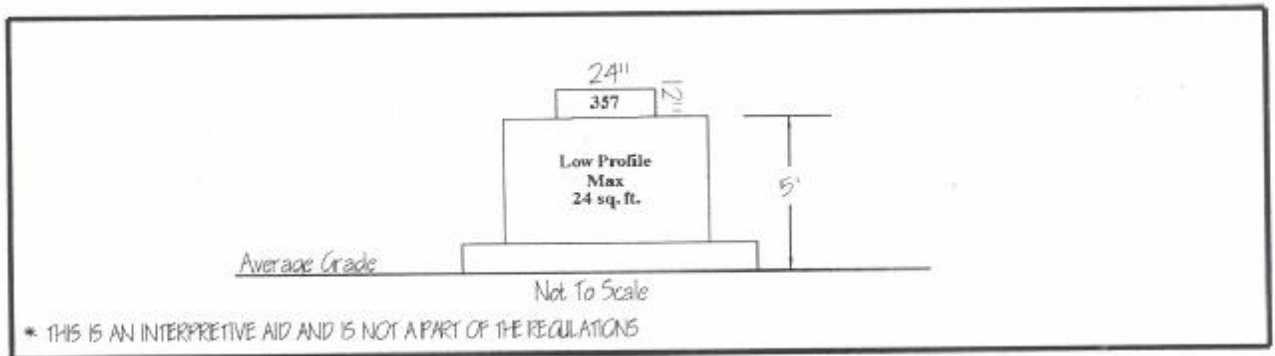 24"
12"
357
Low Profile
Max
24 sq. ft.
5'
Average Grade
Not To Scale
* THIS IS AN INTERPRETIVE AID AND IS NOT A PART OF THE REGULATIONS